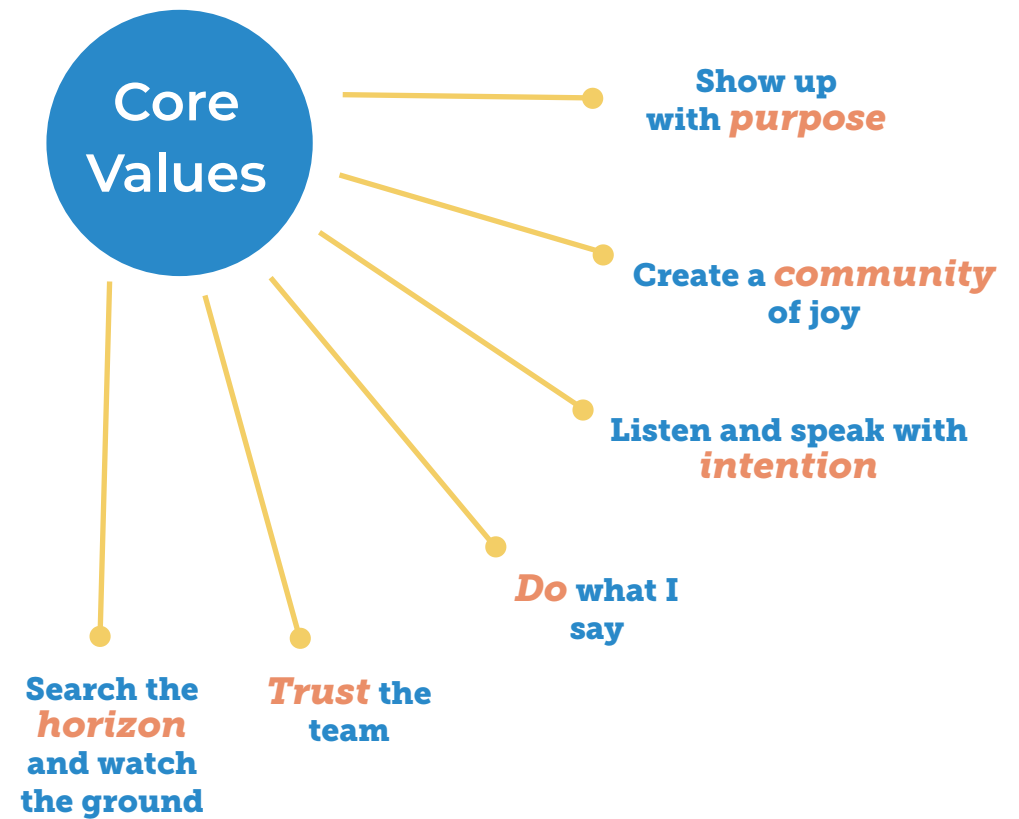 Core
Values
Show up
with purpose
Create a community
of joy
Listen and speak with
intention
Do what I
say
Trust the
team
Search the
horizon
and watch
the ground